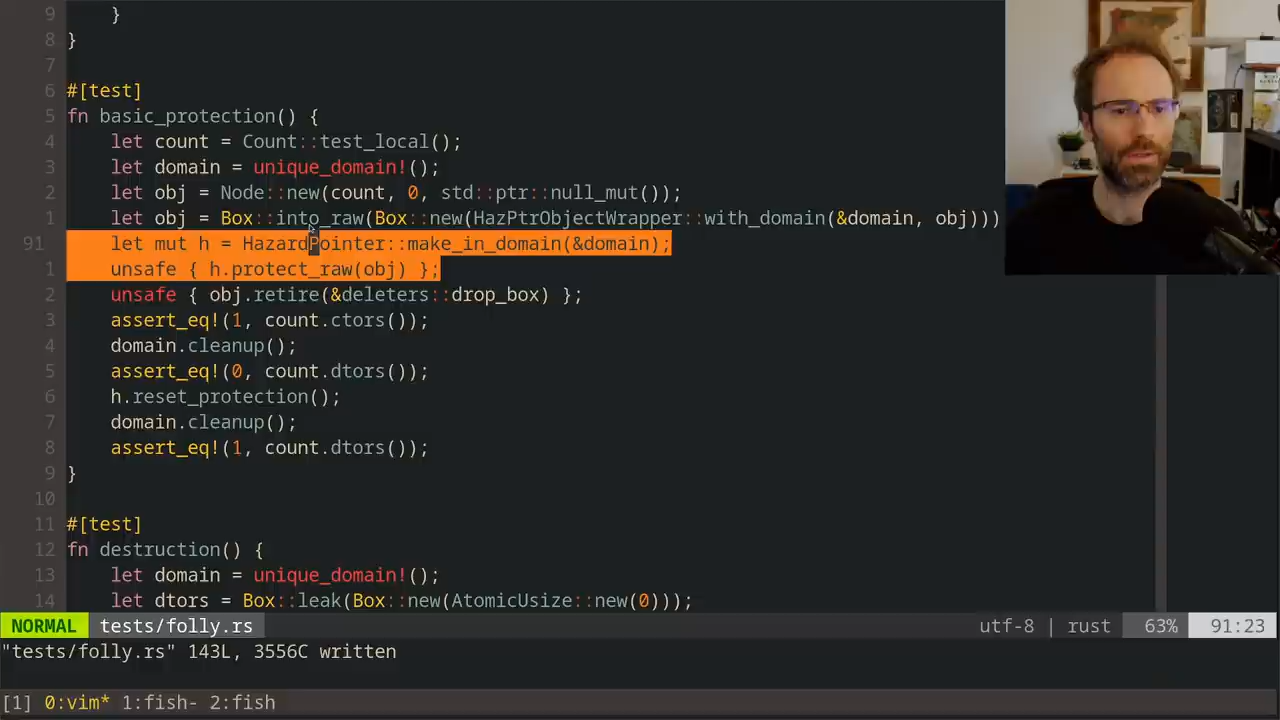 9     }
8 }
7
6 #[test]
5 fn basic_protection() {
4     let count = Count::test_local();
3     let domain = unique_domain!();
2     let obj = Node::new(count, 0, std::ptr::null_mut());
1     let obj = Box::into_raw(Box::new(HazPtrObjectWrapper::with_domain(&domain, obj)))
91     let mut h = HazardPointer::make_in_domain(&domain);
1     unsafe { h.protect_raw(obj) };
2     unsafe { obj.retire(&deleters::drop_box) };
3     assert_eq!(1, count.ctors());
4     domain.cleanup();
5     assert_eq!(0, count.dtors());
6     h.reset_protection();
7     domain.cleanup();
8     assert_eq!(1, count.dtors());
9 }
10
11 #[test]
12 fn destruction() {
13     let domain = unique_domain!();
14     let dtors = Box::leak(Box::new(AtomicUsize::new(0)));
NORMAL tests/folly.rs utf-8 | rust 63% 91:23
"tests/folly.rs" 143L, 3556C written
[1] 0:vim* 1:fish- 2:fish